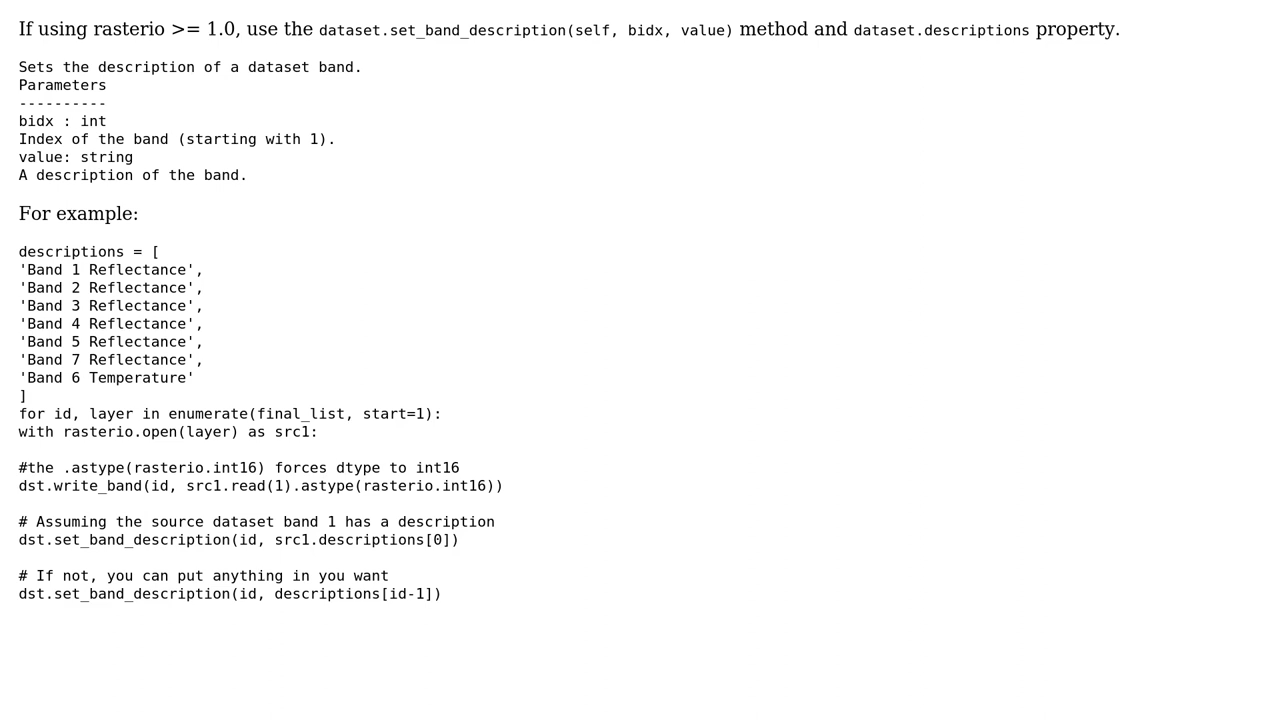 If using rasterio >= 1.0, use the dataset.set_band_description(self, bidx, value) method and dataset.descriptions property.
Sets the description of a dataset band.
Parameters
----------
bidx : int
Index of the band (starting with 1).
value: string
A description of the band.
For example:
descriptions = [
'Band 1 Reflectance',
'Band 2 Reflectance',
'Band 3 Reflectance',
'Band 4 Reflectance',
'Band 5 Reflectance',
'Band 7 Reflectance',
'Band 6 Temperature'
]
for id, layer in enumerate(final_list, start=1):
with rasterio.open(layer) as src1:
#the .astype(rasterio.int16) forces dtype to int16
dst.write_band(id, src1.read(1).astype(rasterio.int16))
# Assuming the source dataset band 1 has a description
dst.set_band_description(id, src1.descriptions[0])
# If not, you can put anything in you want
dst.set_band_description(id, descriptions[id-1])